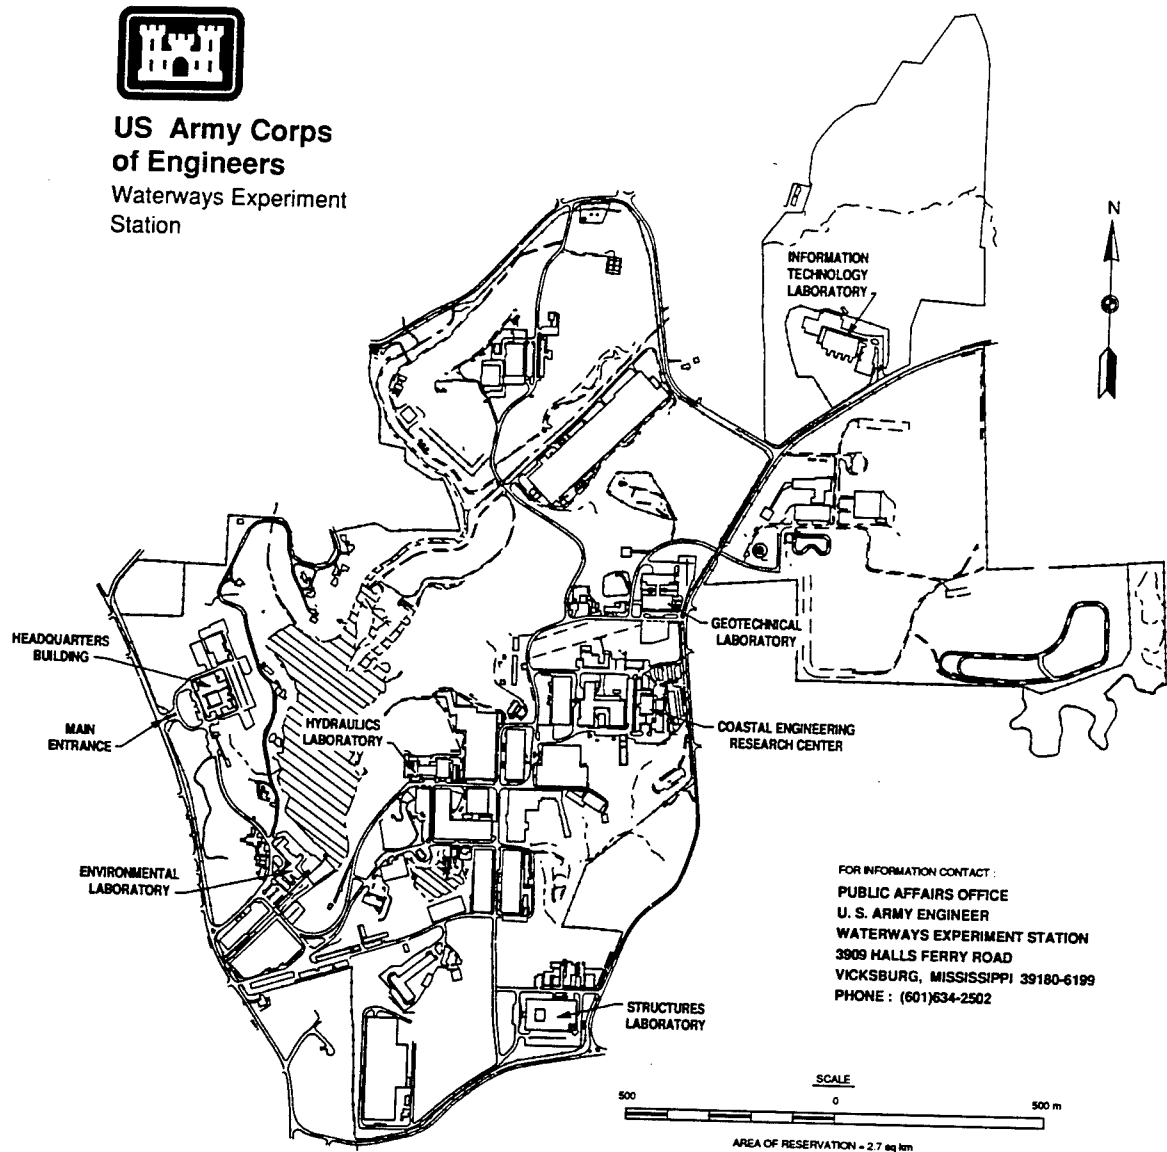 US Army Corps
of Engineers
Waterways Experiment
Station
N
INFORMATION
TECHNOLOGY
LABORATORY
HEADQUARTERS
BUILDING
MAIN
ENTRANCE
HYDRAULICS
LABORATORY
GEOTECHNICAL
LABORATORY
COASTAL ENGINEERING
RESEARCH CENTER
ENVIRONMENTAL
LABORATORY
STRUCTURES
LABORATORY
FOR INFORMATION CONTACT :
PUBLIC AFFAIRS OFFICE
U. S. ARMY ENGINEER
WATERWAYS EXPERIMENT STATION
3909 HALLS FERRY ROAD
VICKSBURG, MISSISSIPPI 39180-6199
PHONE : (601)634-2502
SCALE
500 0 500 m
AREA OF RESERVATION = 2.7 sq km